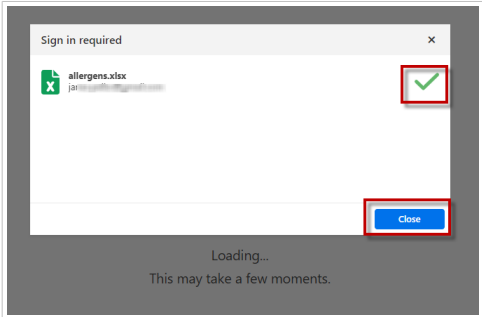 Sign in required
allergens.xlsx
Close
Loading...
This may take a few moments.